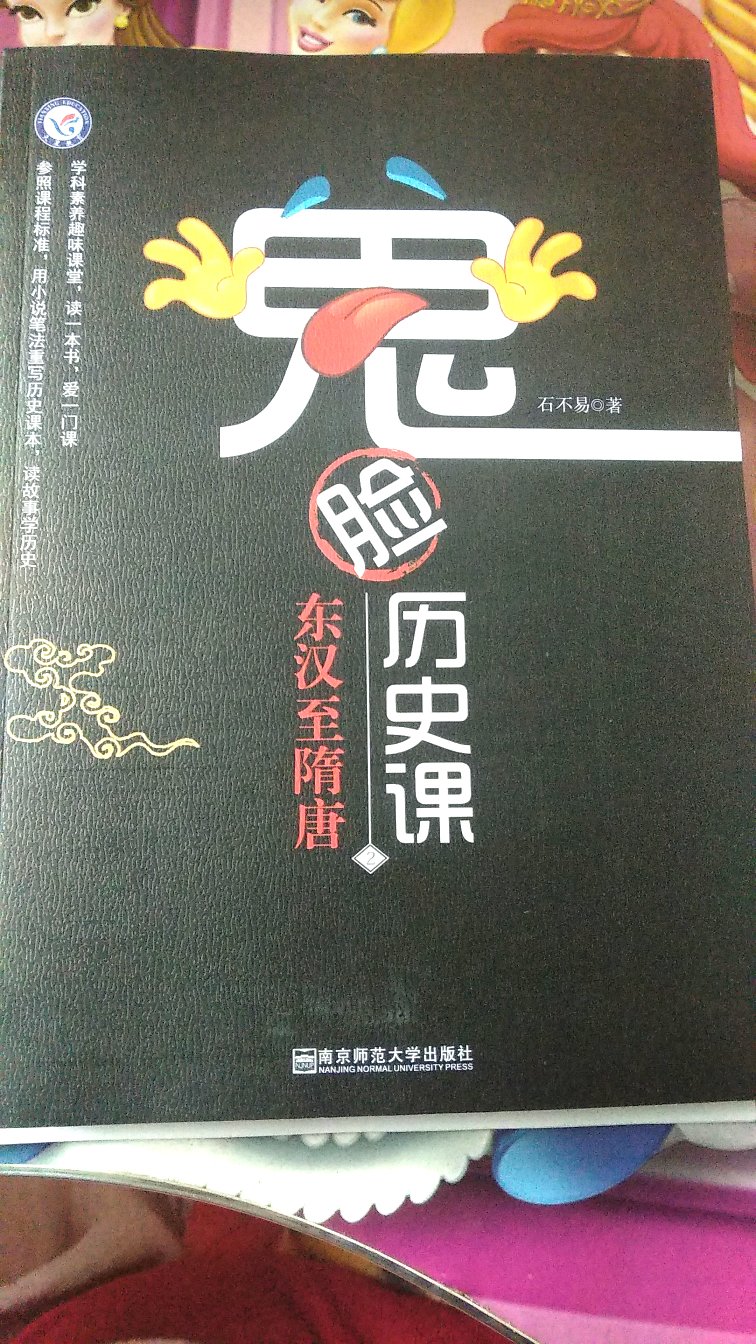 学科素养趣味课堂，读一本书、爱一门课
参照课程标准，用小说笔法重写历史课本，读故事学历史
鬼
脸
历史课
东汉至隋唐
2
石不易◎著
NJNUP
南京师范大学出版社
NANJING NORMAL UNIVERSITY PRESS